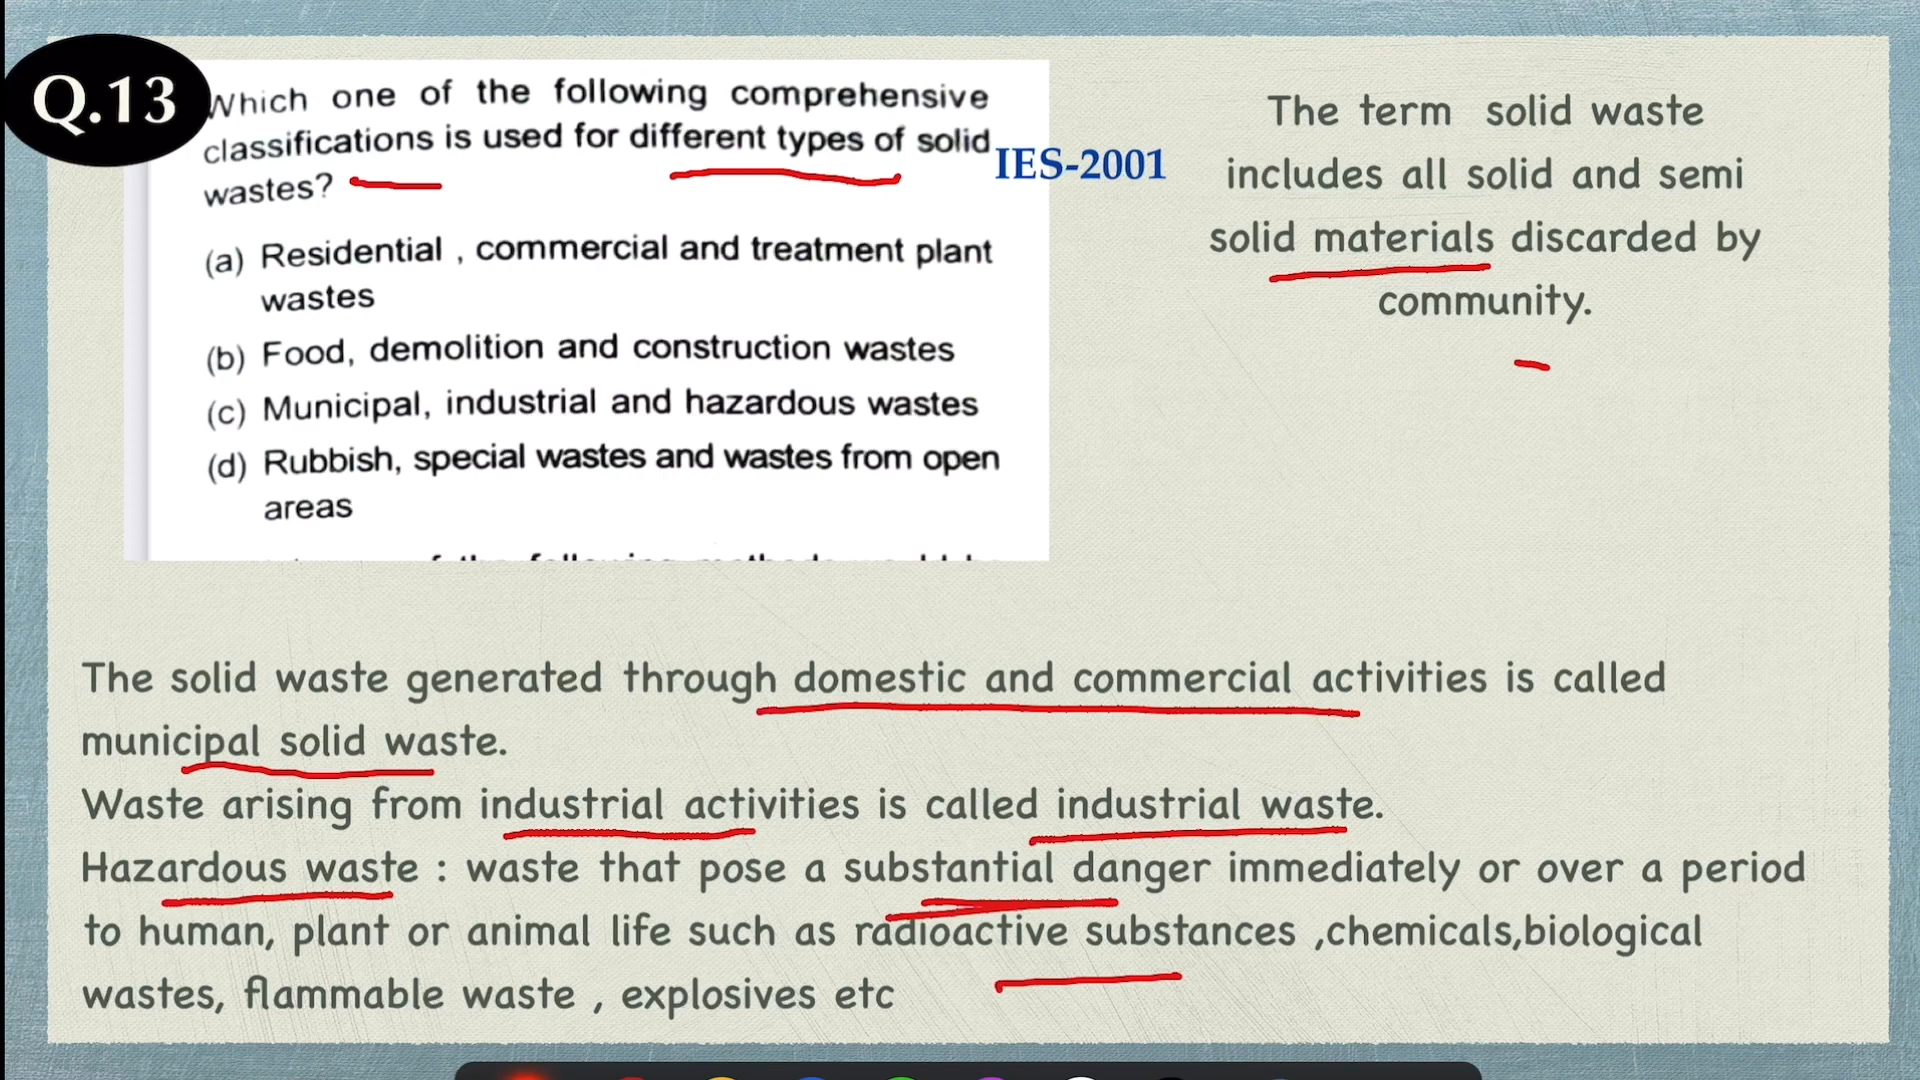 Q.13
Which one of the following comprehensive
classifications is used for different types of solid
wastes?
IES-2001
(a) Residential , commercial and treatment plant
wastes
(b) Food, demolition and construction wastes
(c) Municipal, industrial and hazardous wastes
(d) Rubbish, special wastes and wastes from open
areas
The term solid waste
includes all solid and semi
solid materials discarded by
community.
The solid waste generated through domestic and commercial activities is called
municipal solid waste.
Waste arising from industrial activities is called industrial waste.
Hazardous waste : waste that pose a substantial danger immediately or over a period
to human, plant or animal life such as radioactive substances ,chemicals,biological
wastes, flammable waste , explosives etc